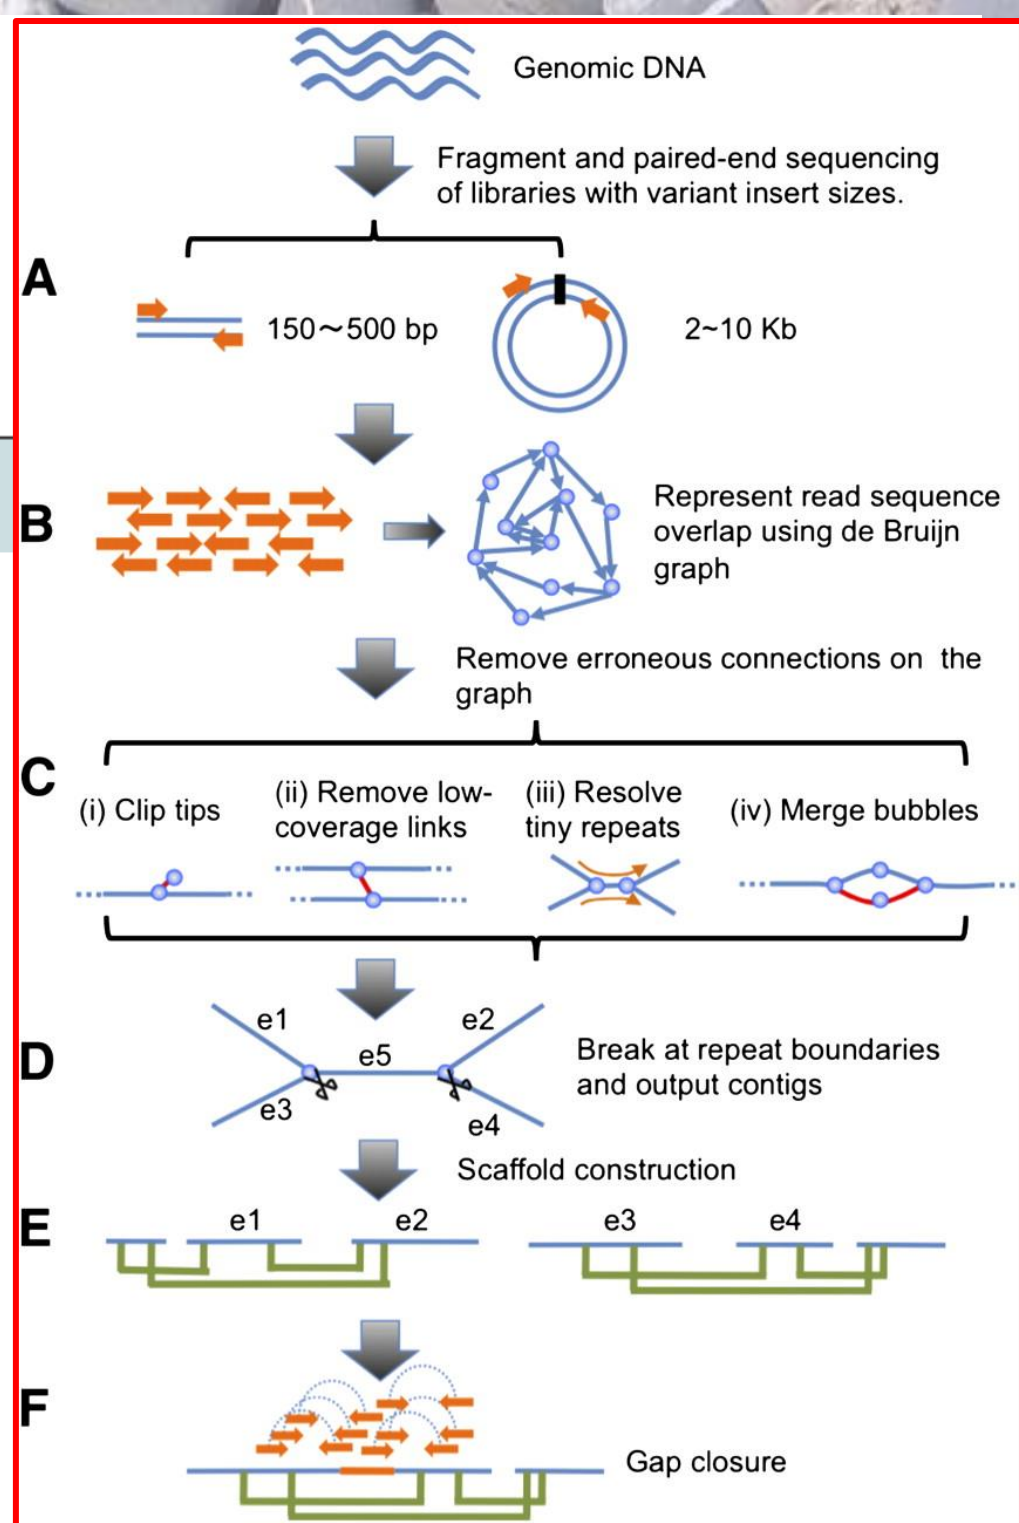 Genomic DNA
Fragment and paired-end sequencing
of libraries with variant insert sizes.
A
150～500 bp
2~10 Kb
B
Represent read sequence
overlap using de Bruijn
graph
Remove erroneous connections on the
graph
C
(i) Clip tips
(ii) Remove low-
coverage links
(iii) Resolve
tiny repeats
(iv) Merge bubbles
D
e1
e2
e5
e3
e4
Break at repeat boundaries
and output contigs
Scaffold construction
E
e1
e2
e3
e4
F
Gap closure